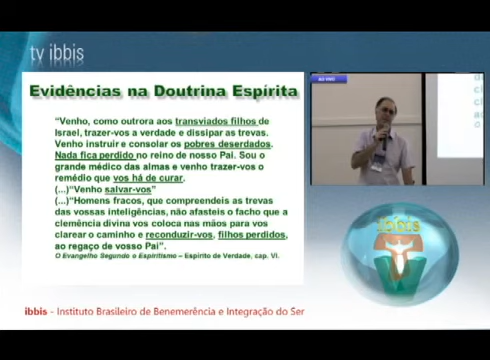 tv ibbis
Evidências na Doutrina Espírita
“Venho, como outrora aos transviados filhos de
Israel, trazer-vos a verdade e dissipar as trevas.
Venho instruir e consolar os pobres deserdados.
Nada fica perdido no reino de nosso Pai. Sou o
grande médico das almas e venho trazer-vos o
remédio que vos há de curar.
(...)“Venho salvar-vos”
(...)“Homens fracos, que compreendeis as trevas
das vossas inteligências, não afasteis o facho que a
clemência divina vos coloca nas mãos para vos
clarear o caminho e reconduzir-vos, filhos perdidos,
ao regaço de vosso Pai”.
O Evangelho Segundo o Espiritismo – Espírito de Verdade, cap. VI.
ao vivo
ibbis
ibbis - Instituto Brasileiro de Benemerência e Integração do Ser